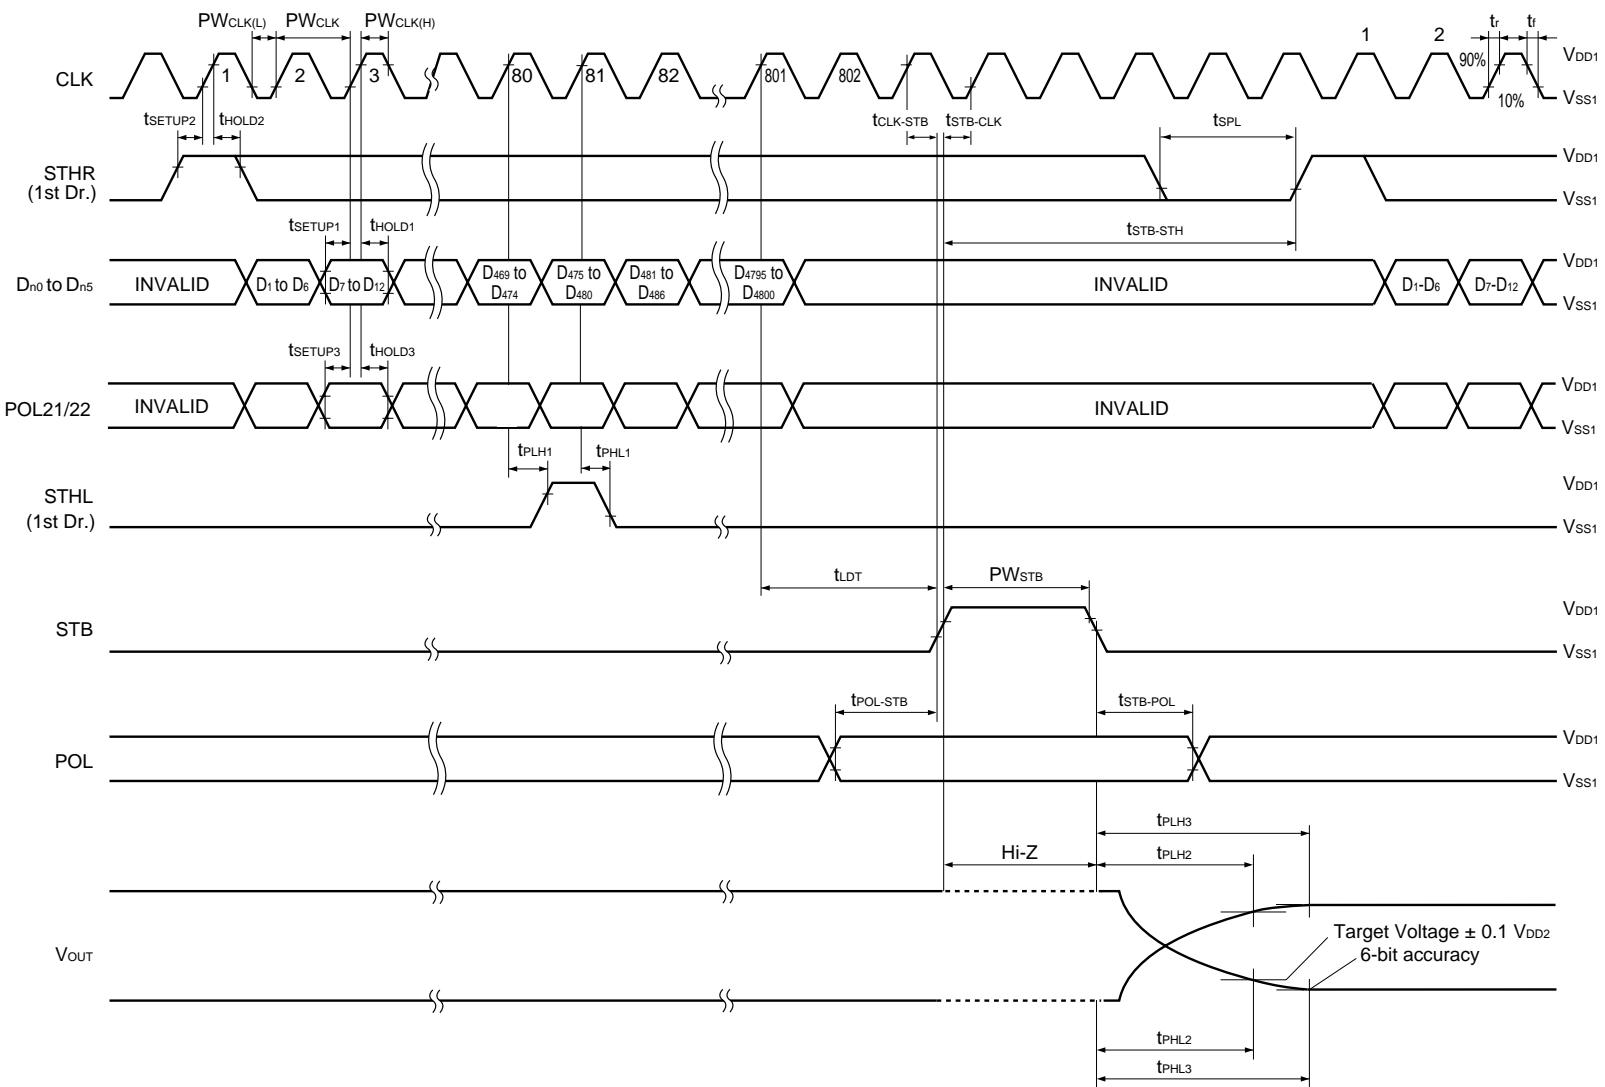 PWCLK(L) PWCLK PWCLK(H) tr tf
1 2
CLK 1 2 3 80 81 82 801 802 90% 10% VDD1
VSS1
tSETUP2 tHOLD2 tCLK-STB tSTB-CLK tSPL
STHR
(1st Dr.)
VDD1
VSS1
tSETUP1 tHOLD1 tSTB-STH
Dn0 to Dn5 INVALID D1 to D6 D7 to D12 D469 to D474 D475 to D480 D481 to D486 D4795 to D4800 INVALID D1-D6 D7-D12
VDD1
VSS1
tSETUP3 tHOLD3
POL21/22 INVALID INVALID
VDD1
VSS1
tPLH1 tPHL1
STHL
(1st Dr.)
VDD1
VSS1
tLDT PWSTB
STB
VDD1
VSS1
tPOL-STB tSTB-POL
POL
VDD1
VSS1
tPLH3
Hi-Z tPLH2
VOUT
Target Voltage ± 0.1 VDD2
6-bit accuracy
tPHL2
tPHL3